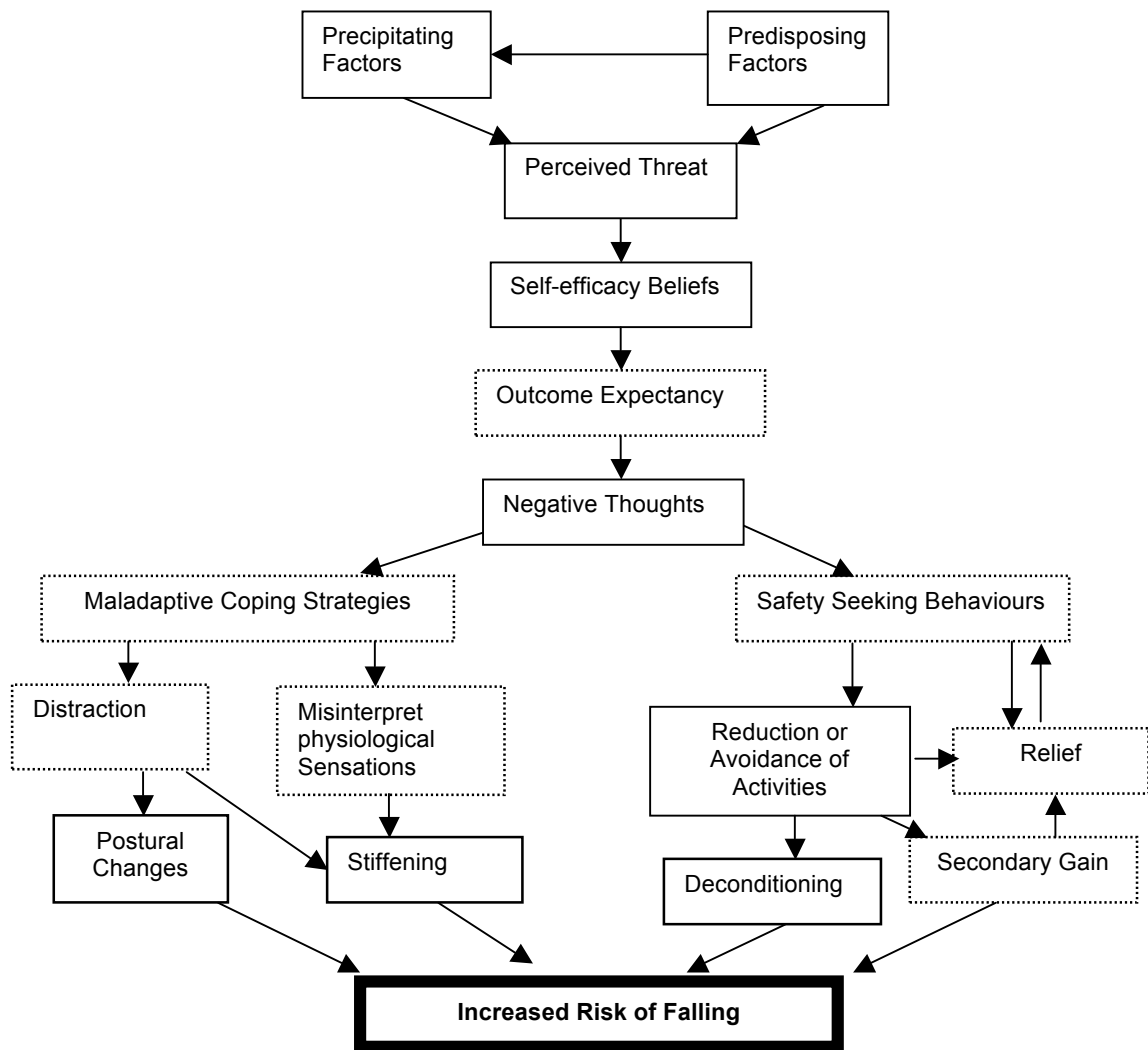 Precipitating
Factors
Predisposing
Factors
Perceived Threat
Self-efficacy Beliefs
Outcome Expectancy
Negative Thoughts
Maladaptive Coping Strategies
Safety Seeking Behaviours
Distraction
Misinterpret
physiological
Sensations
Reduction or
Avoidance of
Activities
Relief
Postural
Changes
Stiffening
Deconditioning
Secondary Gain
Increased Risk of Falling